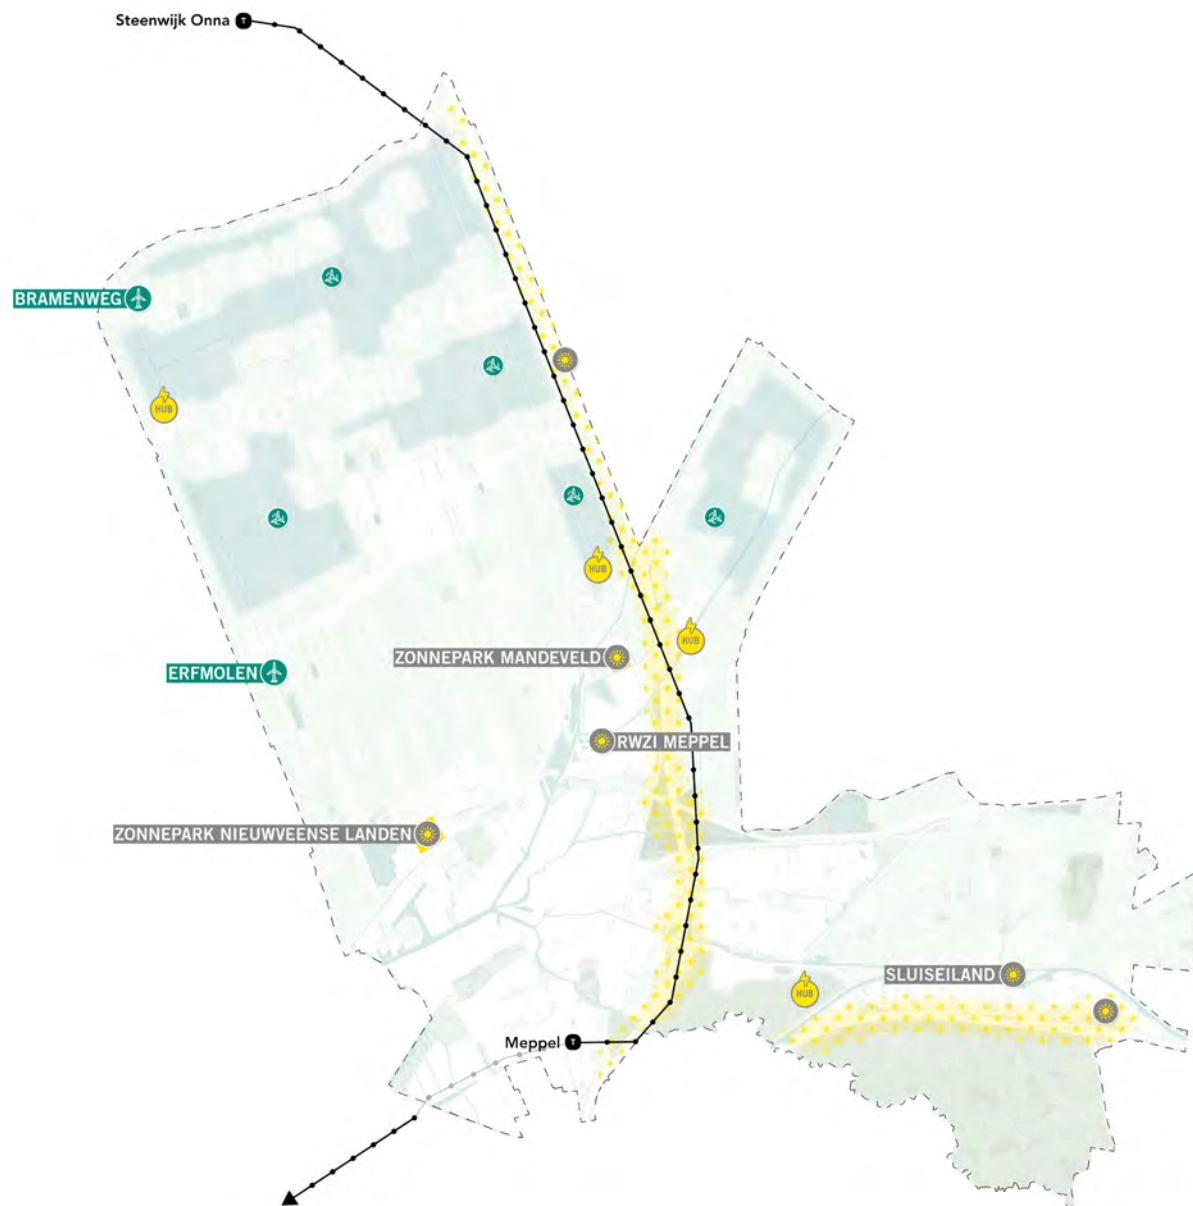 Steenwijk Onna T
BRAMENWEG
HUB
HUB
HUB
ZONNEPARK MANDEVELD
ERFMOLEN
RWZI MEPPEL
ZONNEPARK NIEUWVEENSE LANDEN
SLUISEILAND
HUB
Meppel T